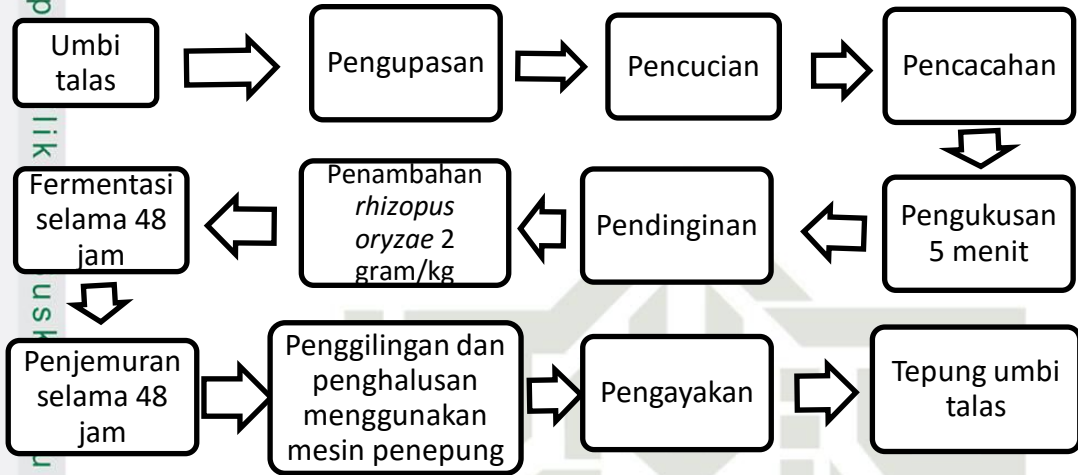 Umbi
talas
Pengupasan
Pencucian
Pencacahan
Pengukusan
5 menit
Pendinginan
Penambahan
rhizopus
oryzae 2
gram/kg
Fermentasi
selama 48
jam
Penjemuran
selama 48
jam
Penggilingan dan
penghalusan
menggunakan
mesin penepung
Pengayakan
Tepung umbi
talas